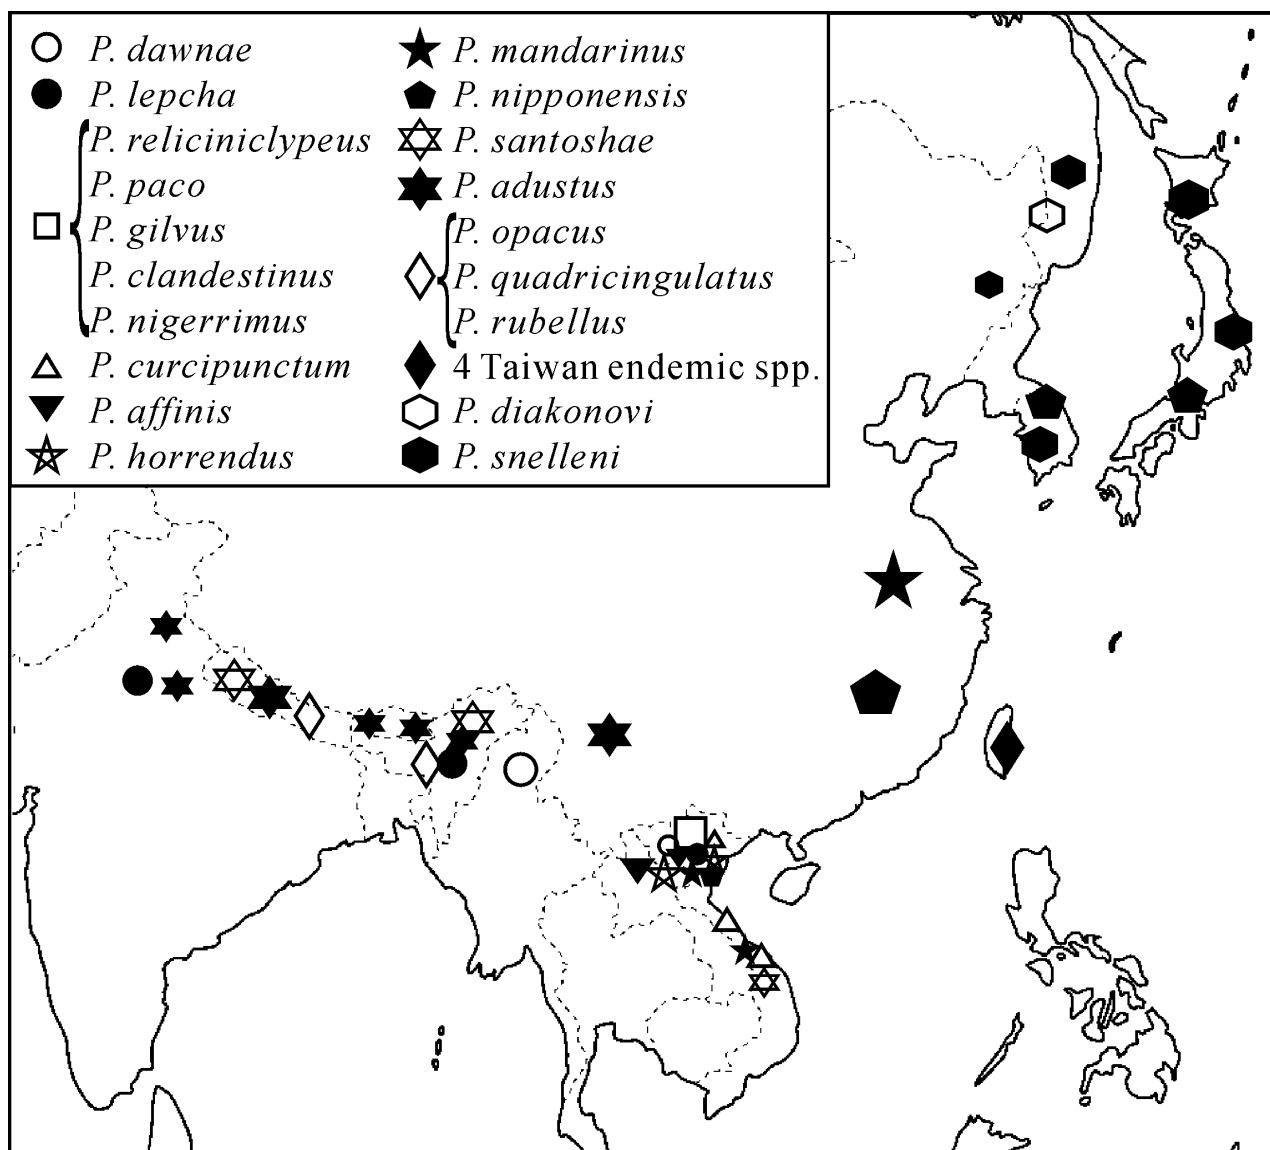 P. dawnae
P. lepcha
P. reliciniclypeus
P. paco
P. gilvus
P. clandestinus
P. nigerrimus
P. curcipunctum
P. affinis
P. horrendus
P. mandarinus
P. nipponensis
P. santoshae
P. adustus
P. opacus
P. quadricingulatus
P. rubellus
4 Taiwan endemic spp.
P. diakonovi
P. snelleni